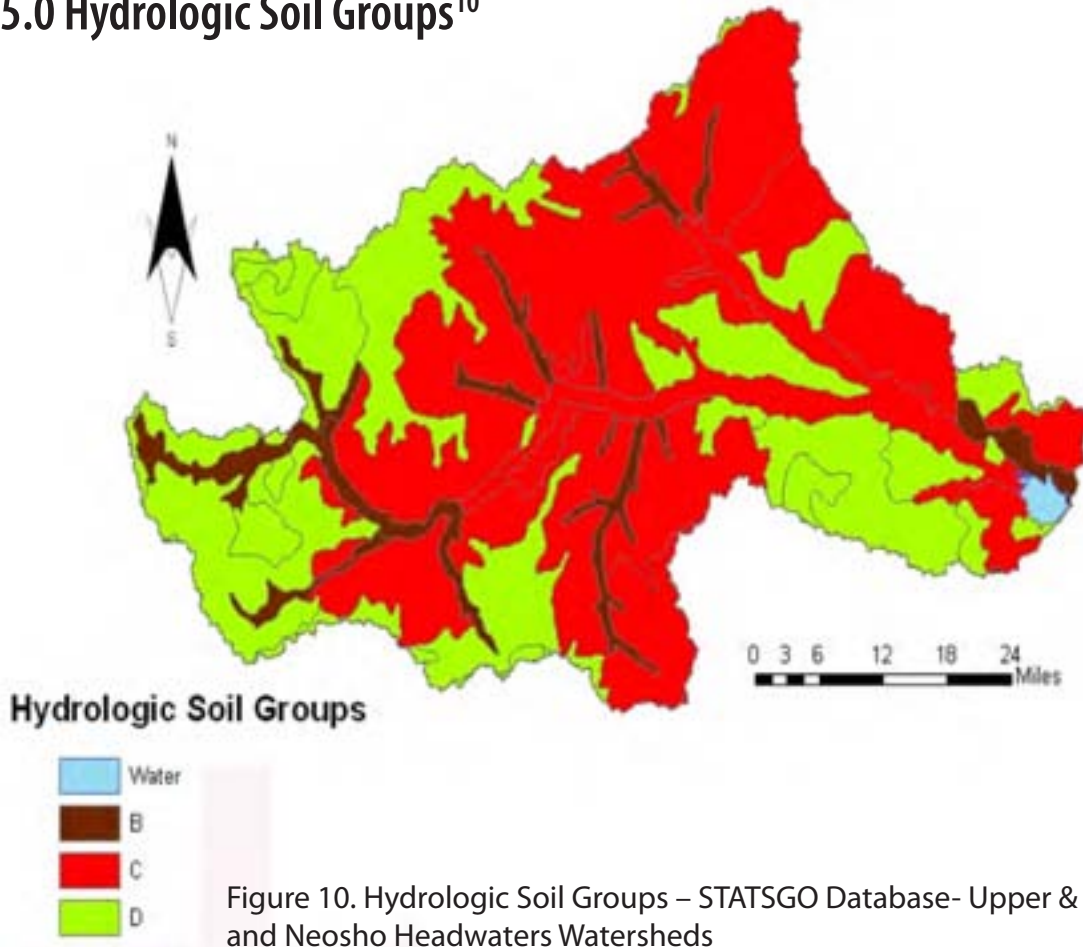 5.0 Hydrologic Soil Groups¹⁰
N
S
0 3 6 12 18 24
Miles
Hydrologic Soil Groups
Water
B
C
D
Figure 10. Hydrologic Soil Groups – STATSGO Database- Upper &
and Neosho Headwaters Watersheds